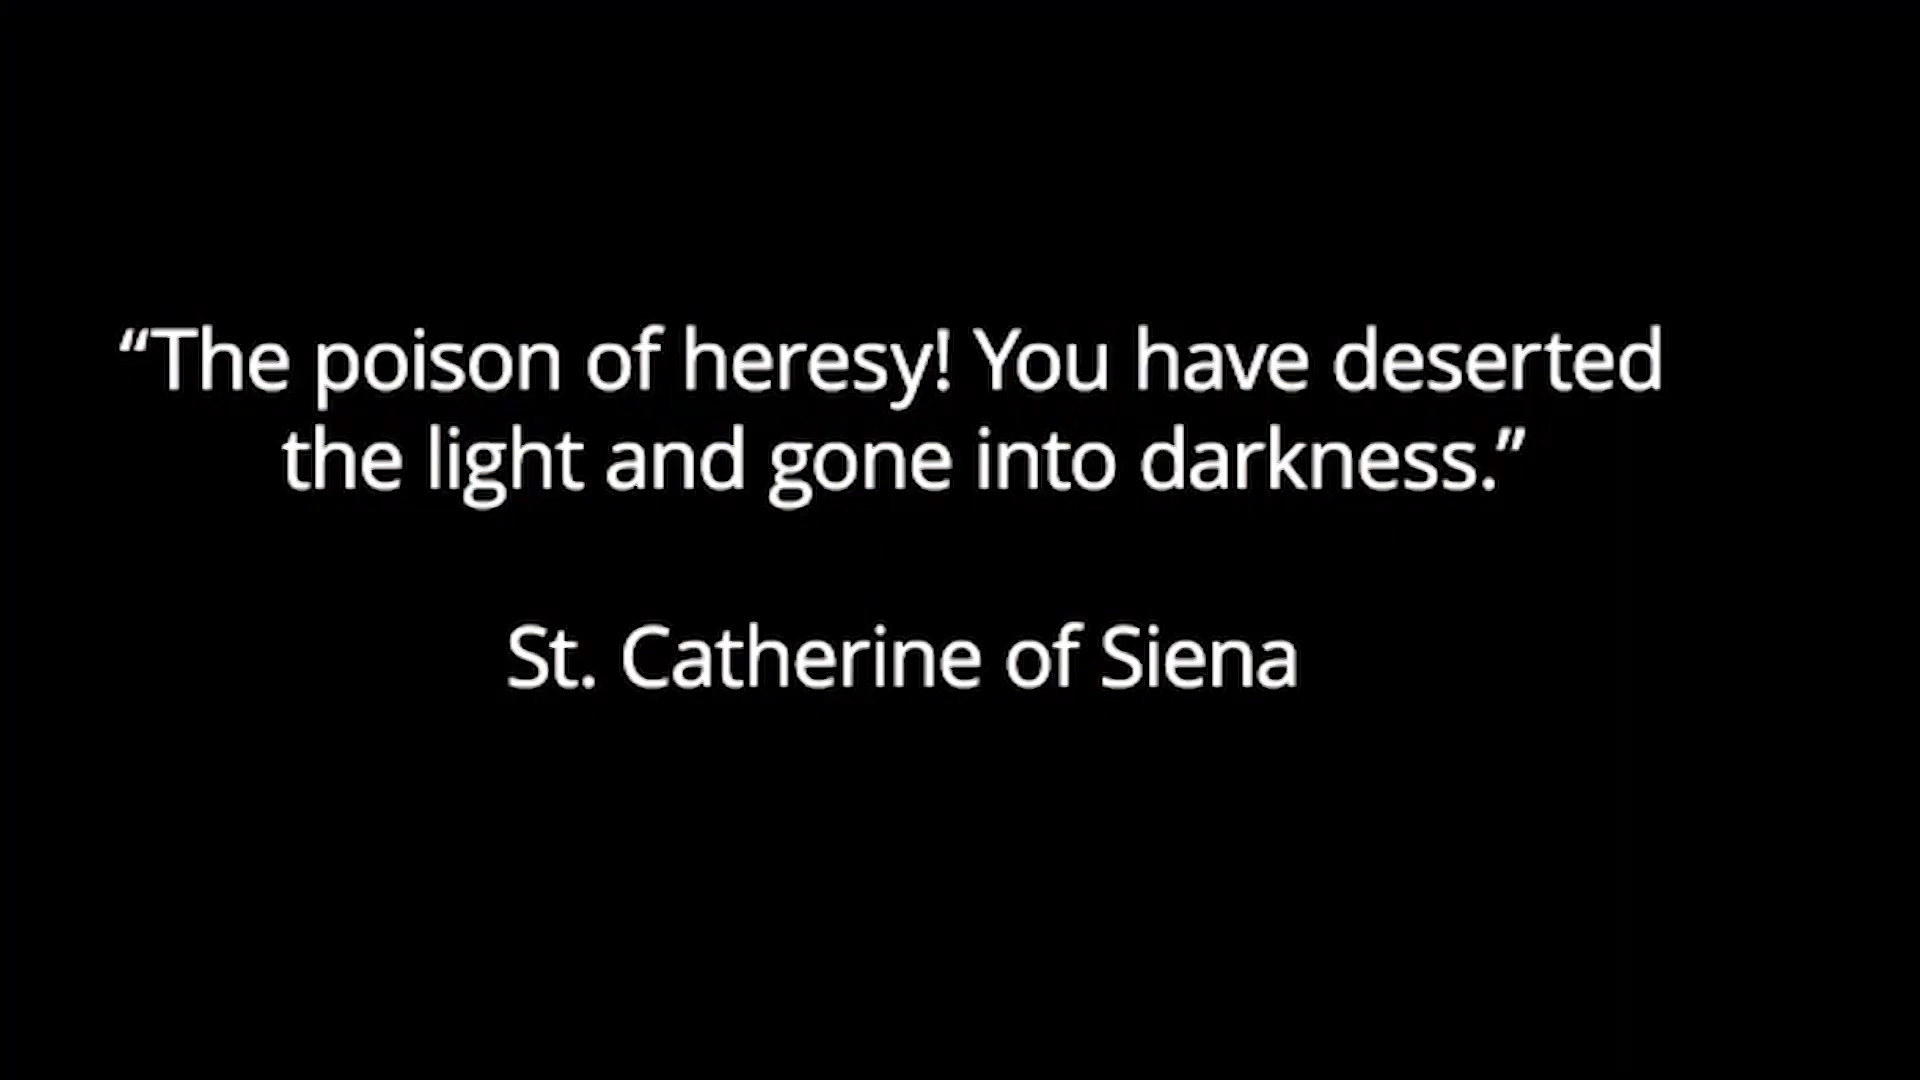 “The poison of heresy! You have deserted
the light and gone into darkness.”
St. Catherine of Siena